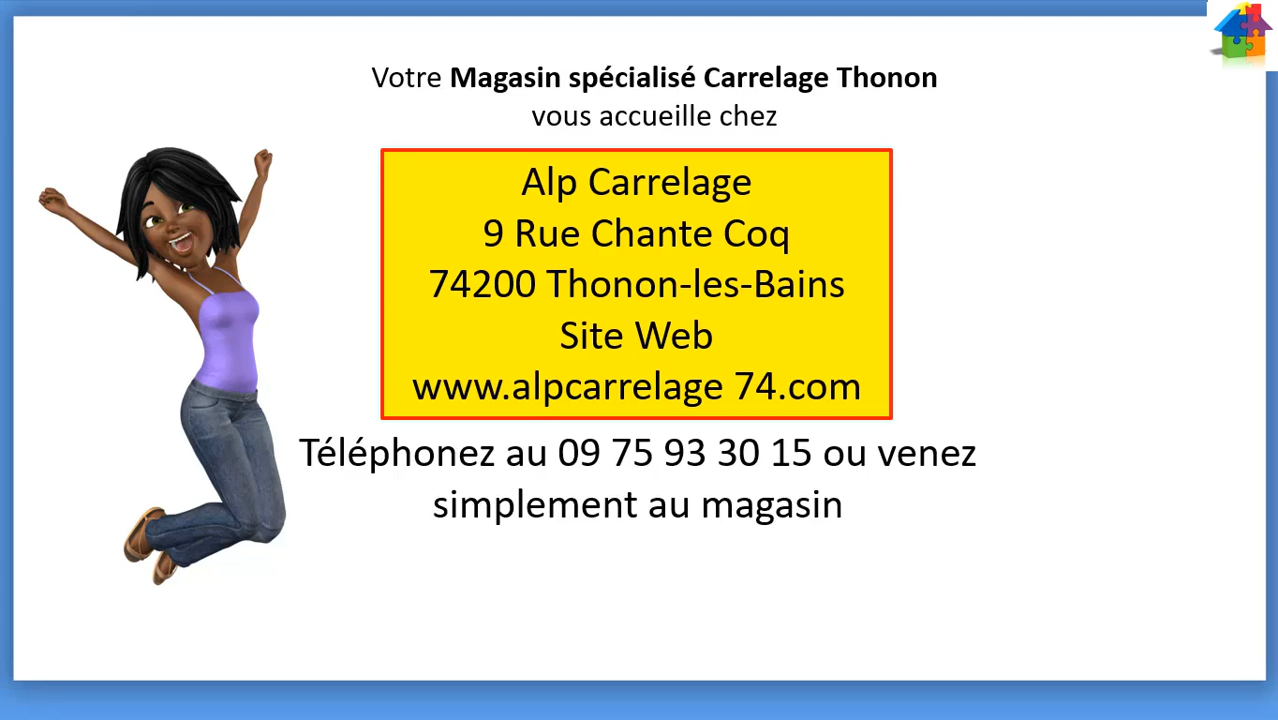 Votre Magasin spécialisé Carrelage Thonon
vous accueille chez
Alp Carrelage
9 Rue Chante Coq
74200 Thonon-les-Bains
Site Web
www.alpcarrelage 74.com
Téléphonez au 09 75 93 30 15 ou venez
simplement au magasin